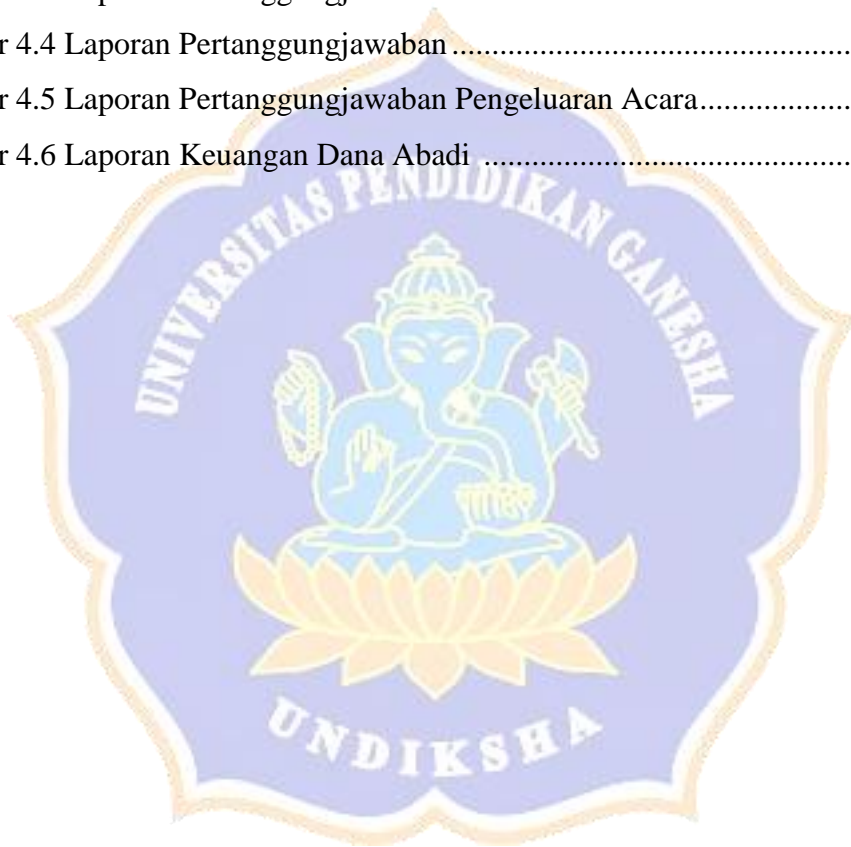 r 4.4 Laporan Pertanggungjawaban ..................................................
r 4.5 Laporan Pertanggungjawaban Pengeluaran Acara....................
r 4.6 Laporan Keuangan Dana Abadi ................................................
UNIVERSITAS PENDIDIKAN GANESHA
UNDIKSHA